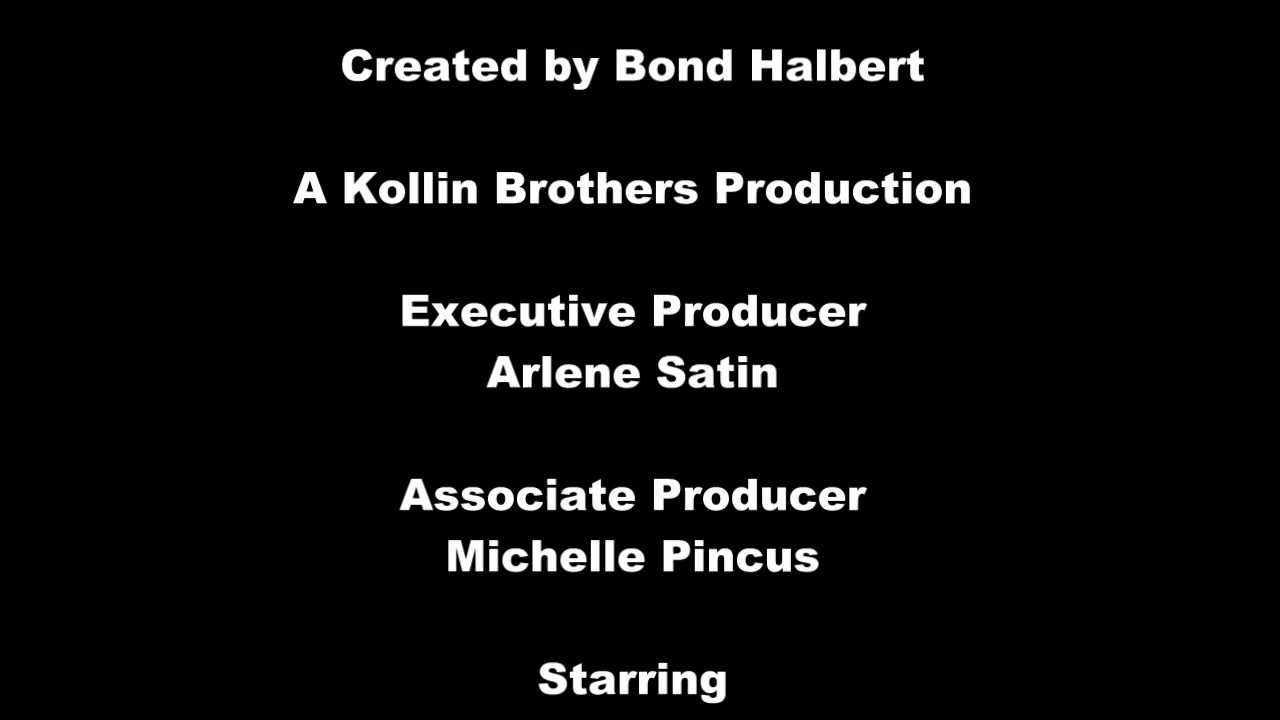 Created by Bond Halbert
A Kollin Brothers Production
Executive Producer
Arlene Satin
Associate Producer
Michelle Pincus
Starring